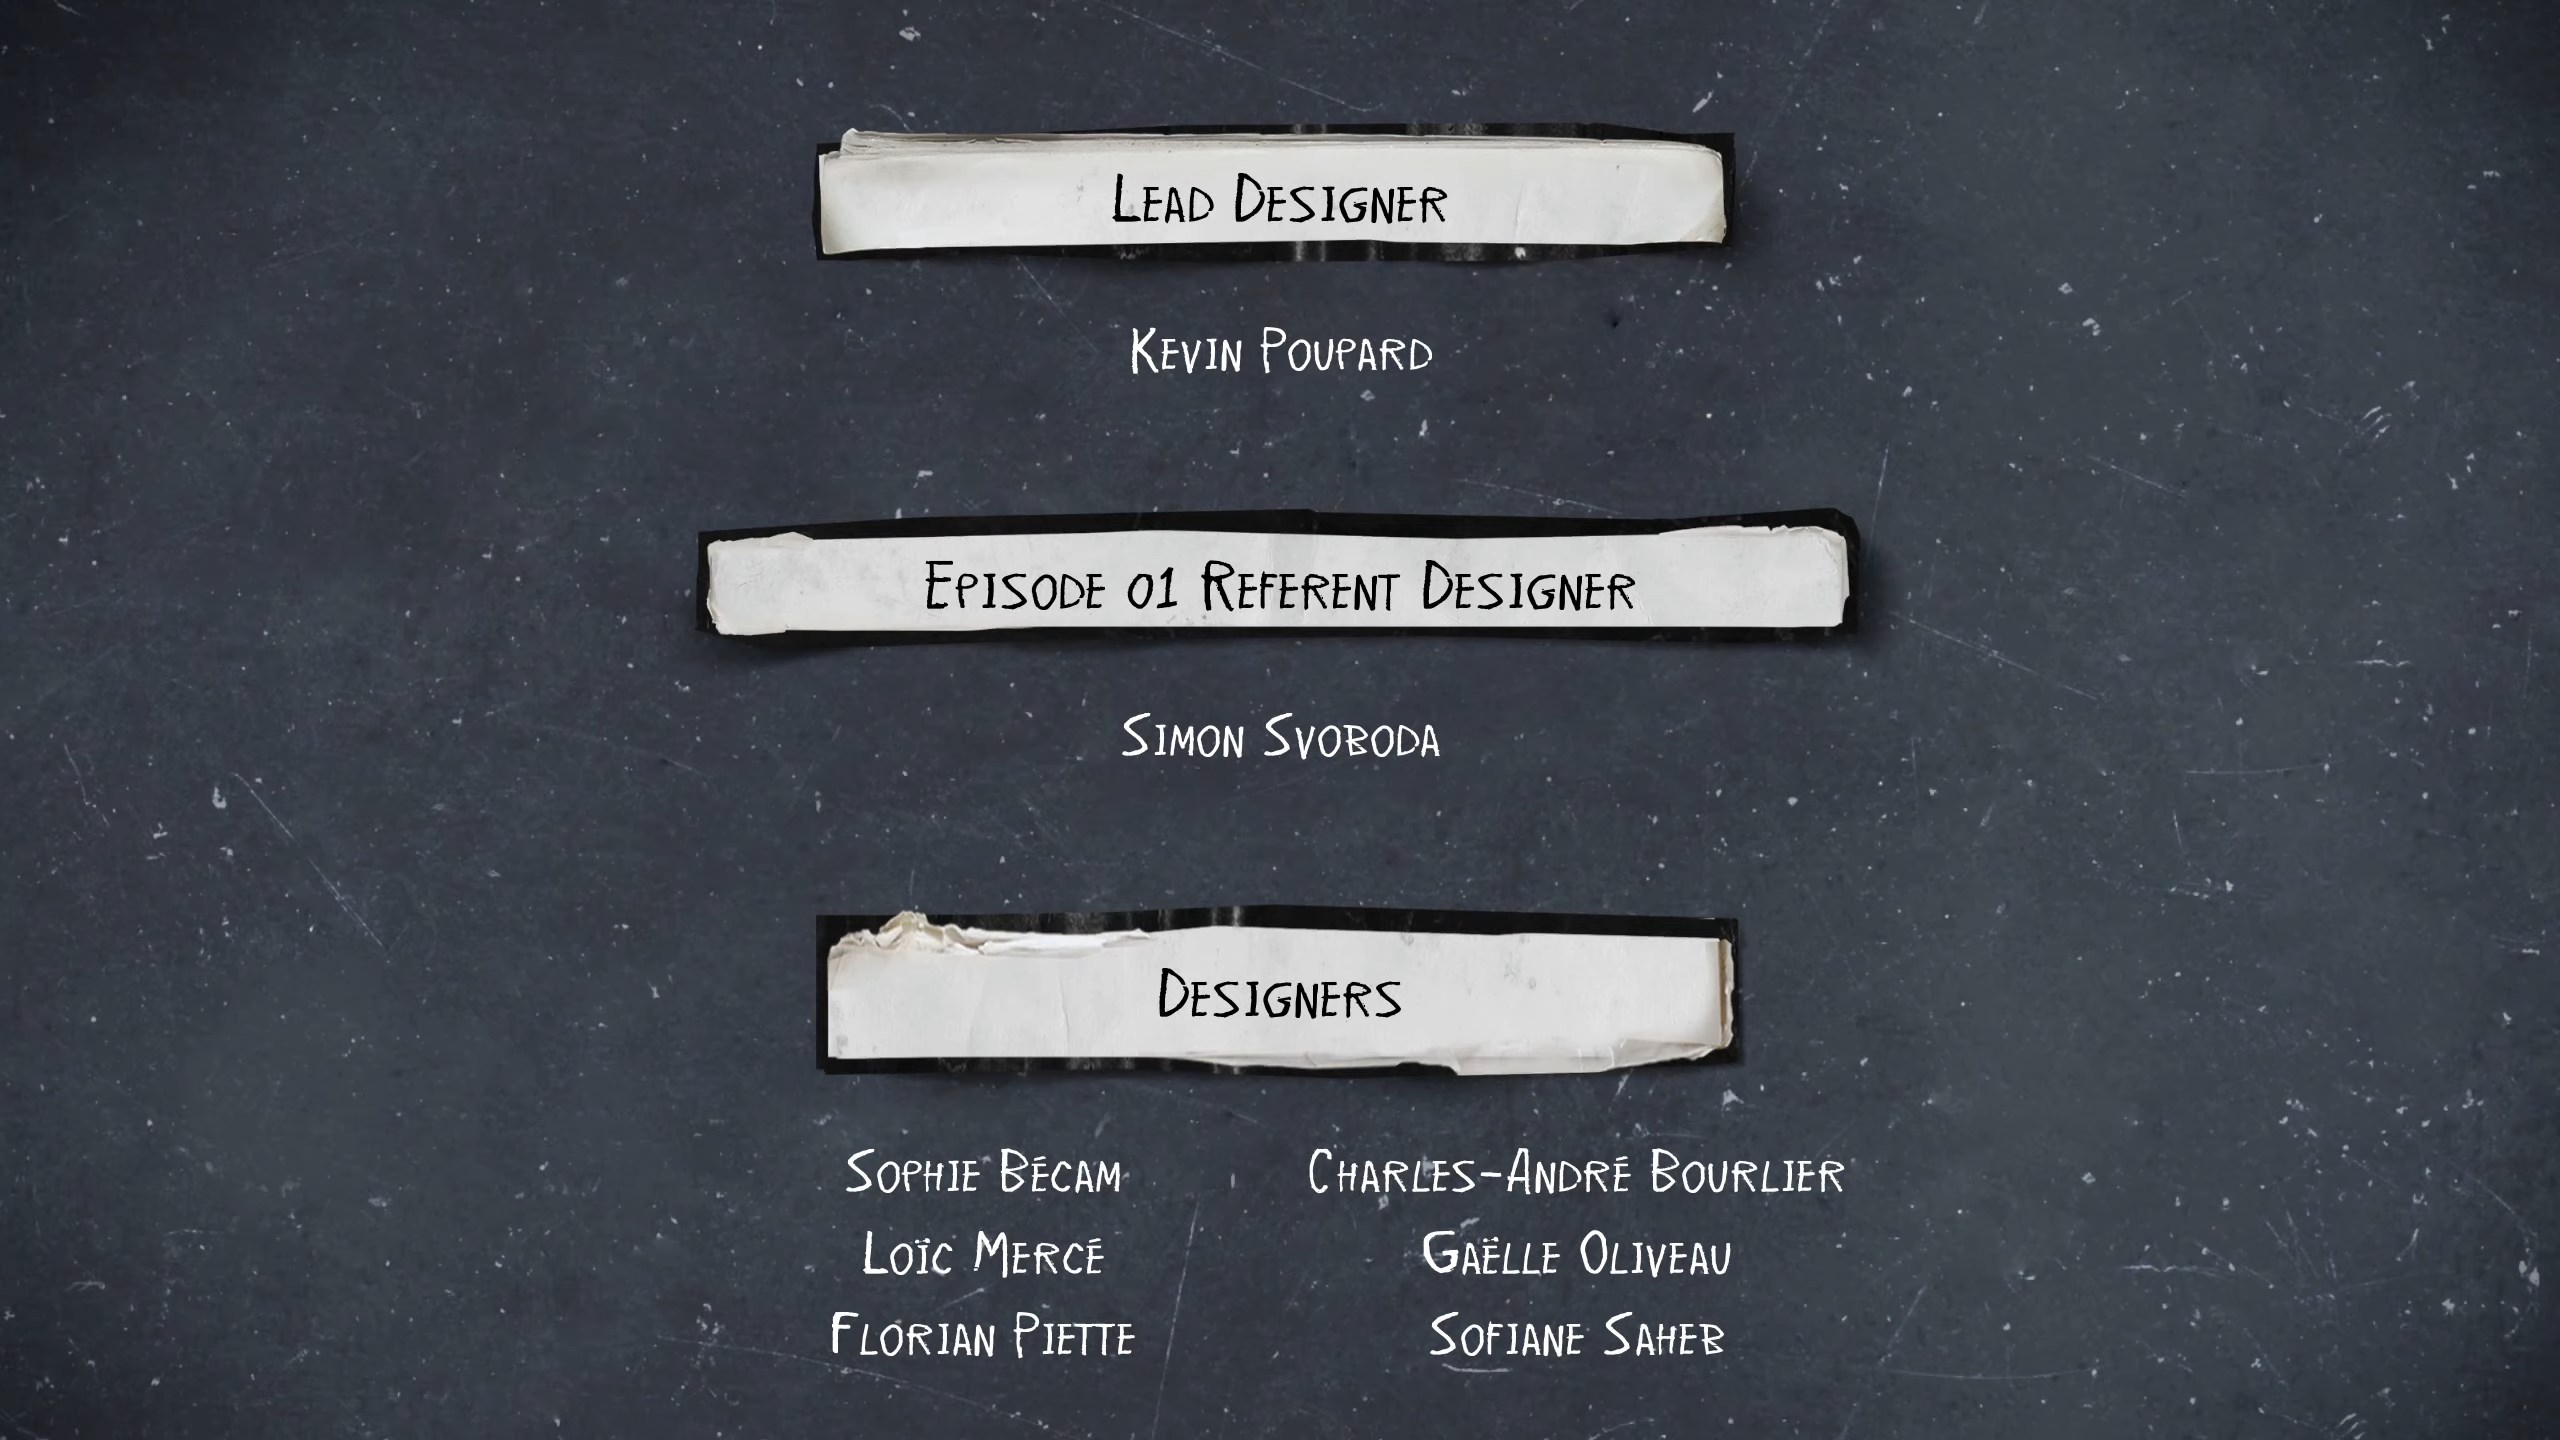 Lead Designer
Kevin Poupard
Episode 01 Referent Designer
Simon Svoboda
Designers
Sophie Bécam
Charles-André Bourlier
Loïc Mercé
Gaëlle Oliveau
Florian Piette
Sofiane Saheb